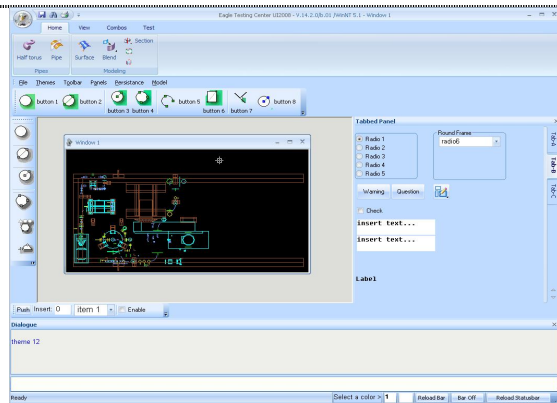 Eagle Testing Center UI2008 - V.14.2.0/b.01 /WinNT 5.1 - Window 1
Home View Combos Test
Half torus Pipe Surface Blend Section
Pipes Modeling
File Themes Toolbar Panels Persistance Model
button 1 button 2 button 3 button 4 button 5 button 6 button 7 button 8
Window 1
Tabbed Panel
Radio 1
Radio 2
Radio 3
Radio 4
Radio 5
Round Frame
radio6
Tab-A
Tab-B
Tab-C
Warning Question
Check
insert text...
insert text...
Label
Push Insert: 0 item 1 Enable
Dialogue
theme 12
Ready Select a color > 1 Reload Bar Bar Off Reload Statusbar